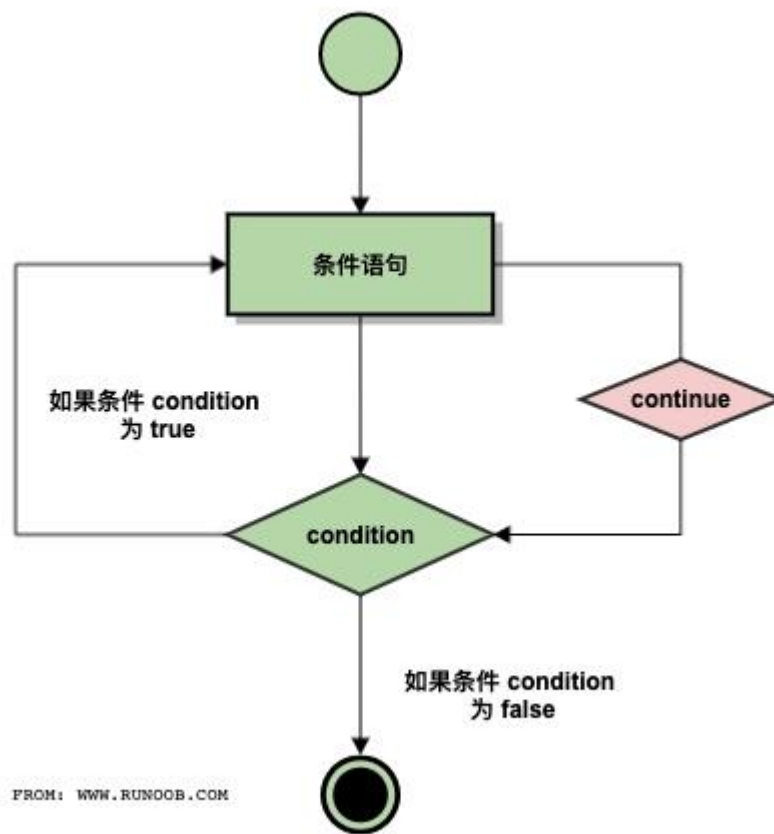 条件语句
如果条件 condition
为 true
continue
condition
如果条件 condition
为 false
FROM: WWW.RUNOOB.COM